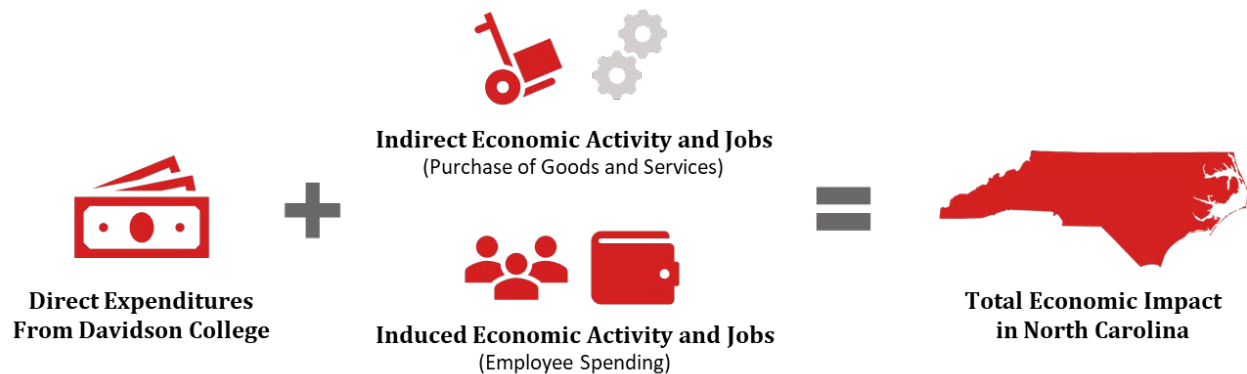 Indirect Economic Activity and Jobs
(Purchase of Goods and Services)
Direct Expenditures
From Davidson College
Induced Economic Activity and Jobs
(Employee Spending)
Total Economic Impact
in North Carolina